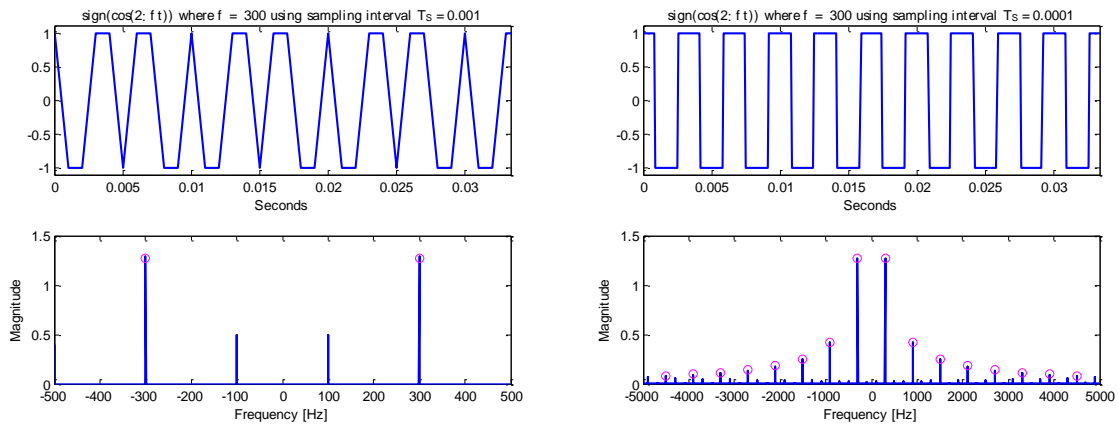 sign(cos(2: f t)) where f = 300 using sampling interval TS = 0.001
1
0.5
0
-0.5
-1
0 0.005 0.01 0.015 0.02 0.025 0.03
Seconds
sign(cos(2: f t)) where f = 300 using sampling interval TS = 0.0001
1
0.5
0
-0.5
-1
0 0.005 0.01 0.015 0.02 0.025 0.03
Seconds
1.5
1
0.5
0
Magnitude
-500 -400 -300 -200 -100 0 100 200 300 400 500
Frequency [Hz]
1.5
1
0.5
0
Magnitude
-5000 -4000 -3000 -2000 -1000 0 1000 2000 3000 4000 5000
Frequency [Hz]